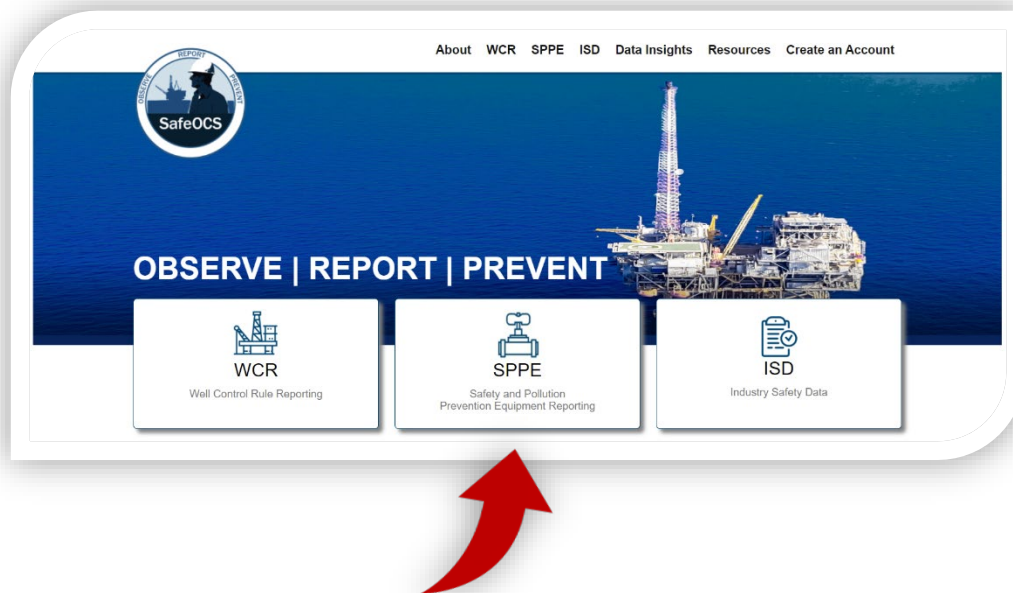 About WCR SPPE ISD Data Insights Resources Create an Account
OBSERVE REPORT PREVENT
SafeOCS
OBSERVE | REPORT | PREVENT
WCR
Well Control Rule Reporting
SPPE
Safety and Pollution
Prevention Equipment Reporting
ISD
Industry Safety Data